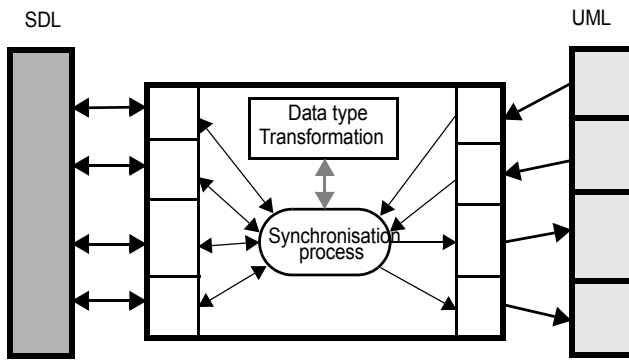 SDL
UML
Data type
Transformation
Synchronisation
process